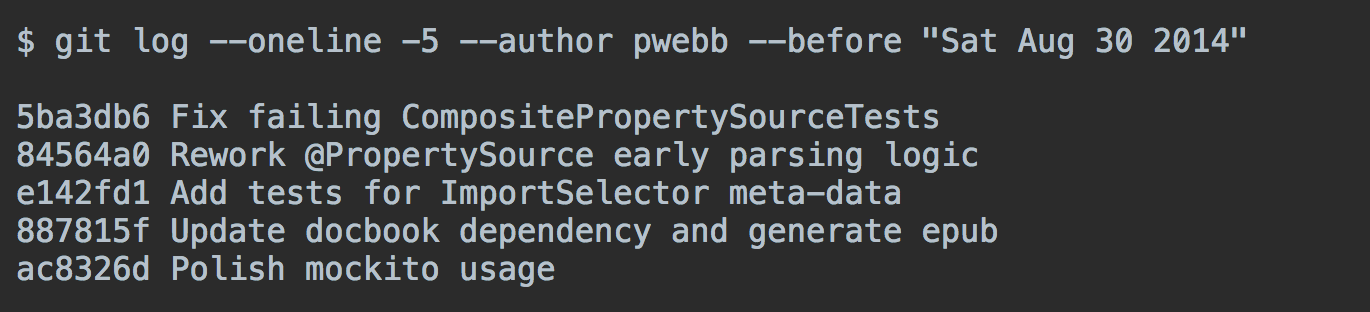 $ git log --oneline -5 --author pwebb --before "Sat Aug 30 2014"
5ba3db6 Fix failing CompositePropertySourceTests
84564a0 Rework @PropertySource early parsing logic
e142fd1 Add tests for ImportSelector meta-data
887815f Update docbook dependency and generate epub
ac8326d Polish mockito usage